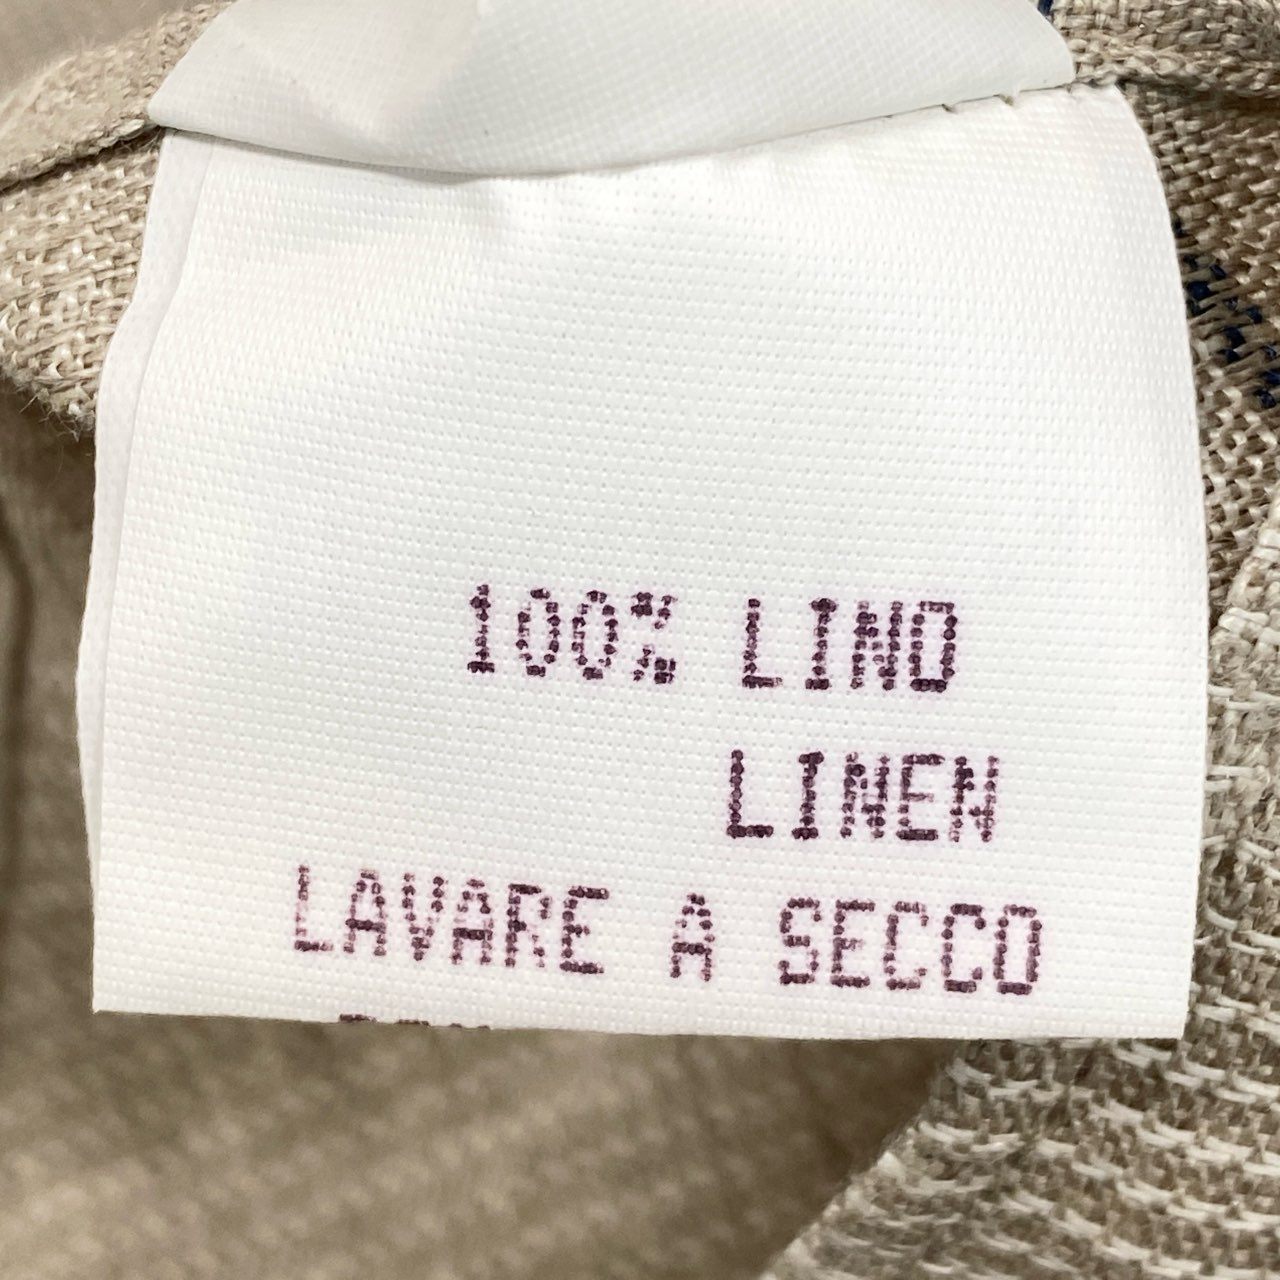 100% LINO
LINEN
LAVARE A SECCO